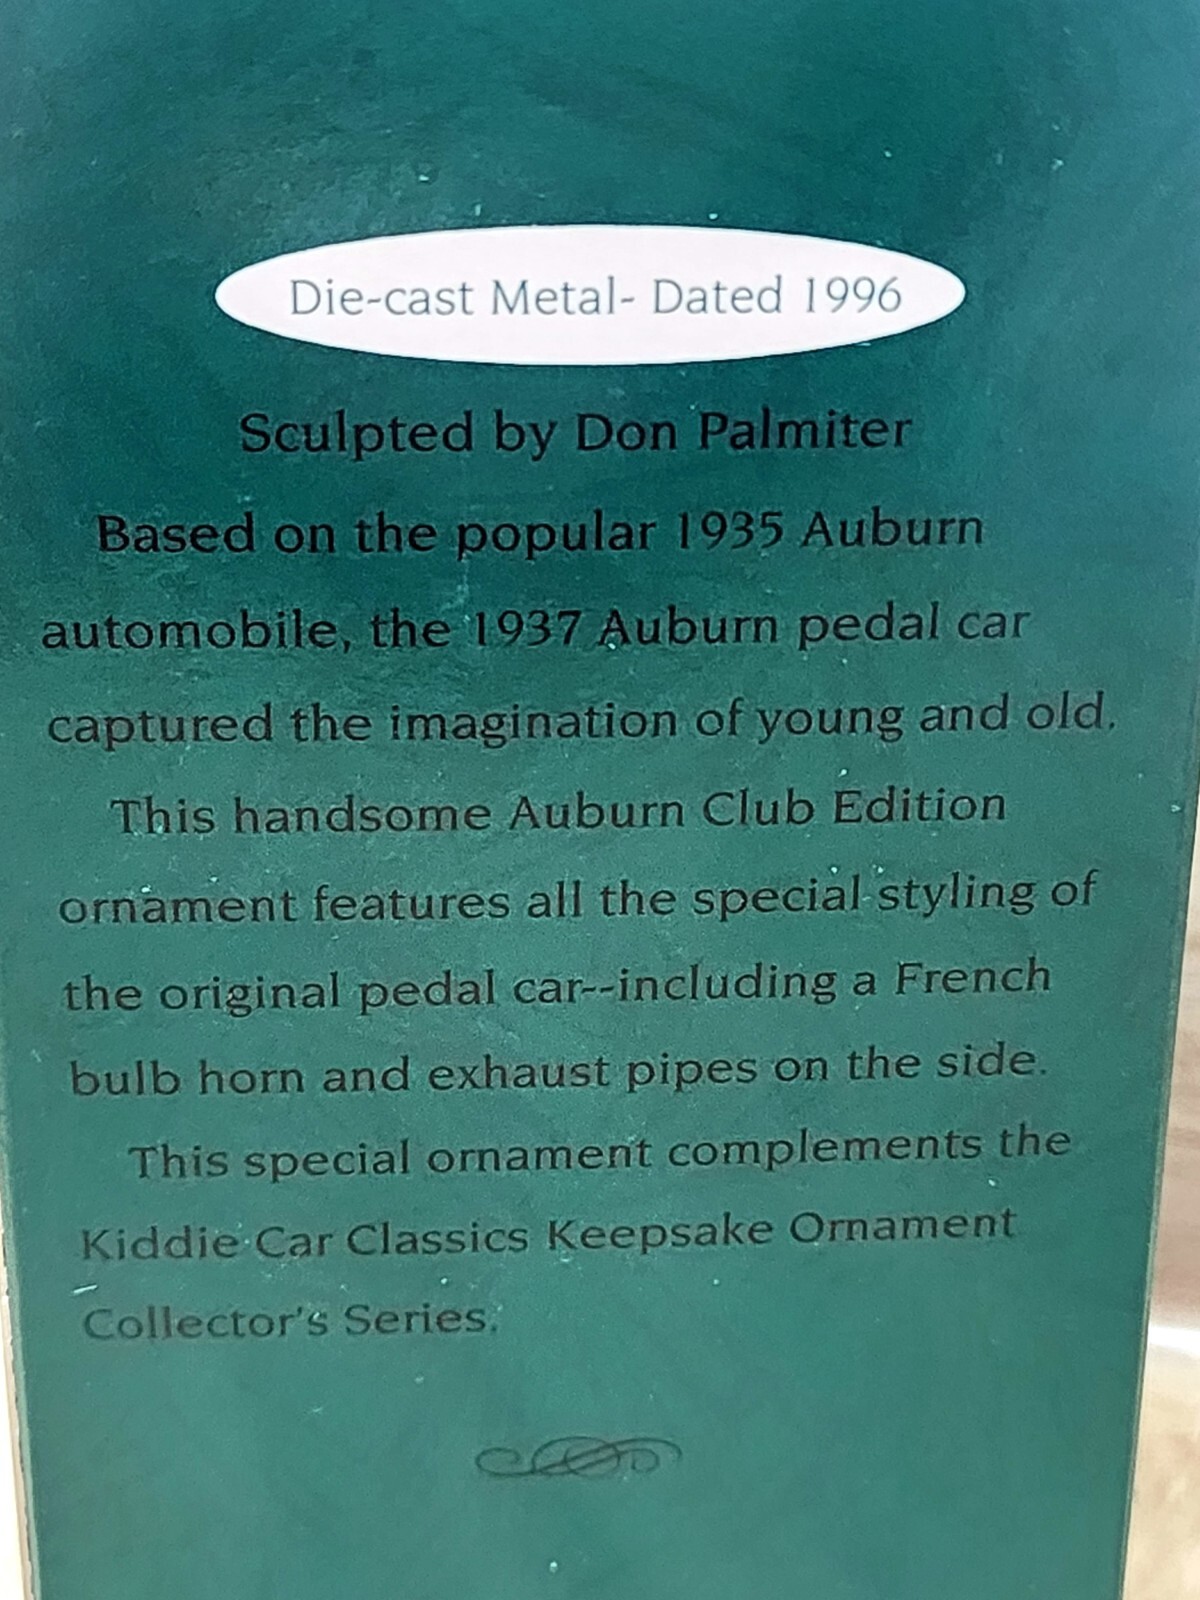 Die-cast Metal- Dated 1996
Sculpted by Don Palmiter
Based on the popular 1935 Auburn
automobile, the 1937 Auburn pedal car
captured the imagination of young and old.
This handsome Auburn Club Edition
ornament features all the special styling of
the original pedal car--including a French
bulb horn and exhaust pipes on the side.
This special ornament complements the
Kiddie Car Classics Keepsake Ornament
Collector's Series.